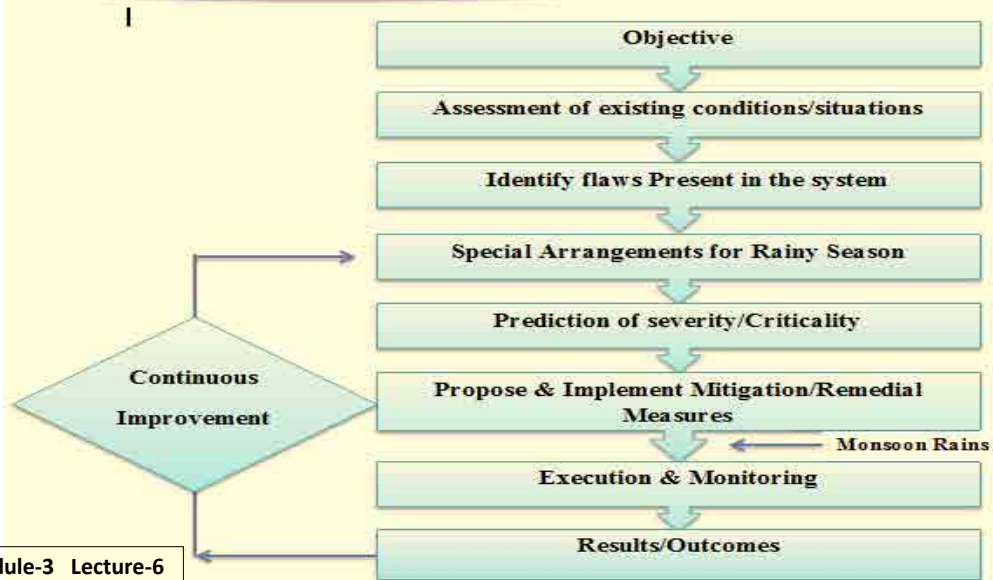 Objective
Assessment of existing conditions/situations
Identify flaws Present in the system
Special Arrangements for Rainy Season
Prediction of severity/Criticality
Propose & Implement Mitigation/Remedial
Measures
Monsoon Rains
Execution & Monitoring
Results/Outcomes
Continuous
Improvement
dule-3 Lecture-6